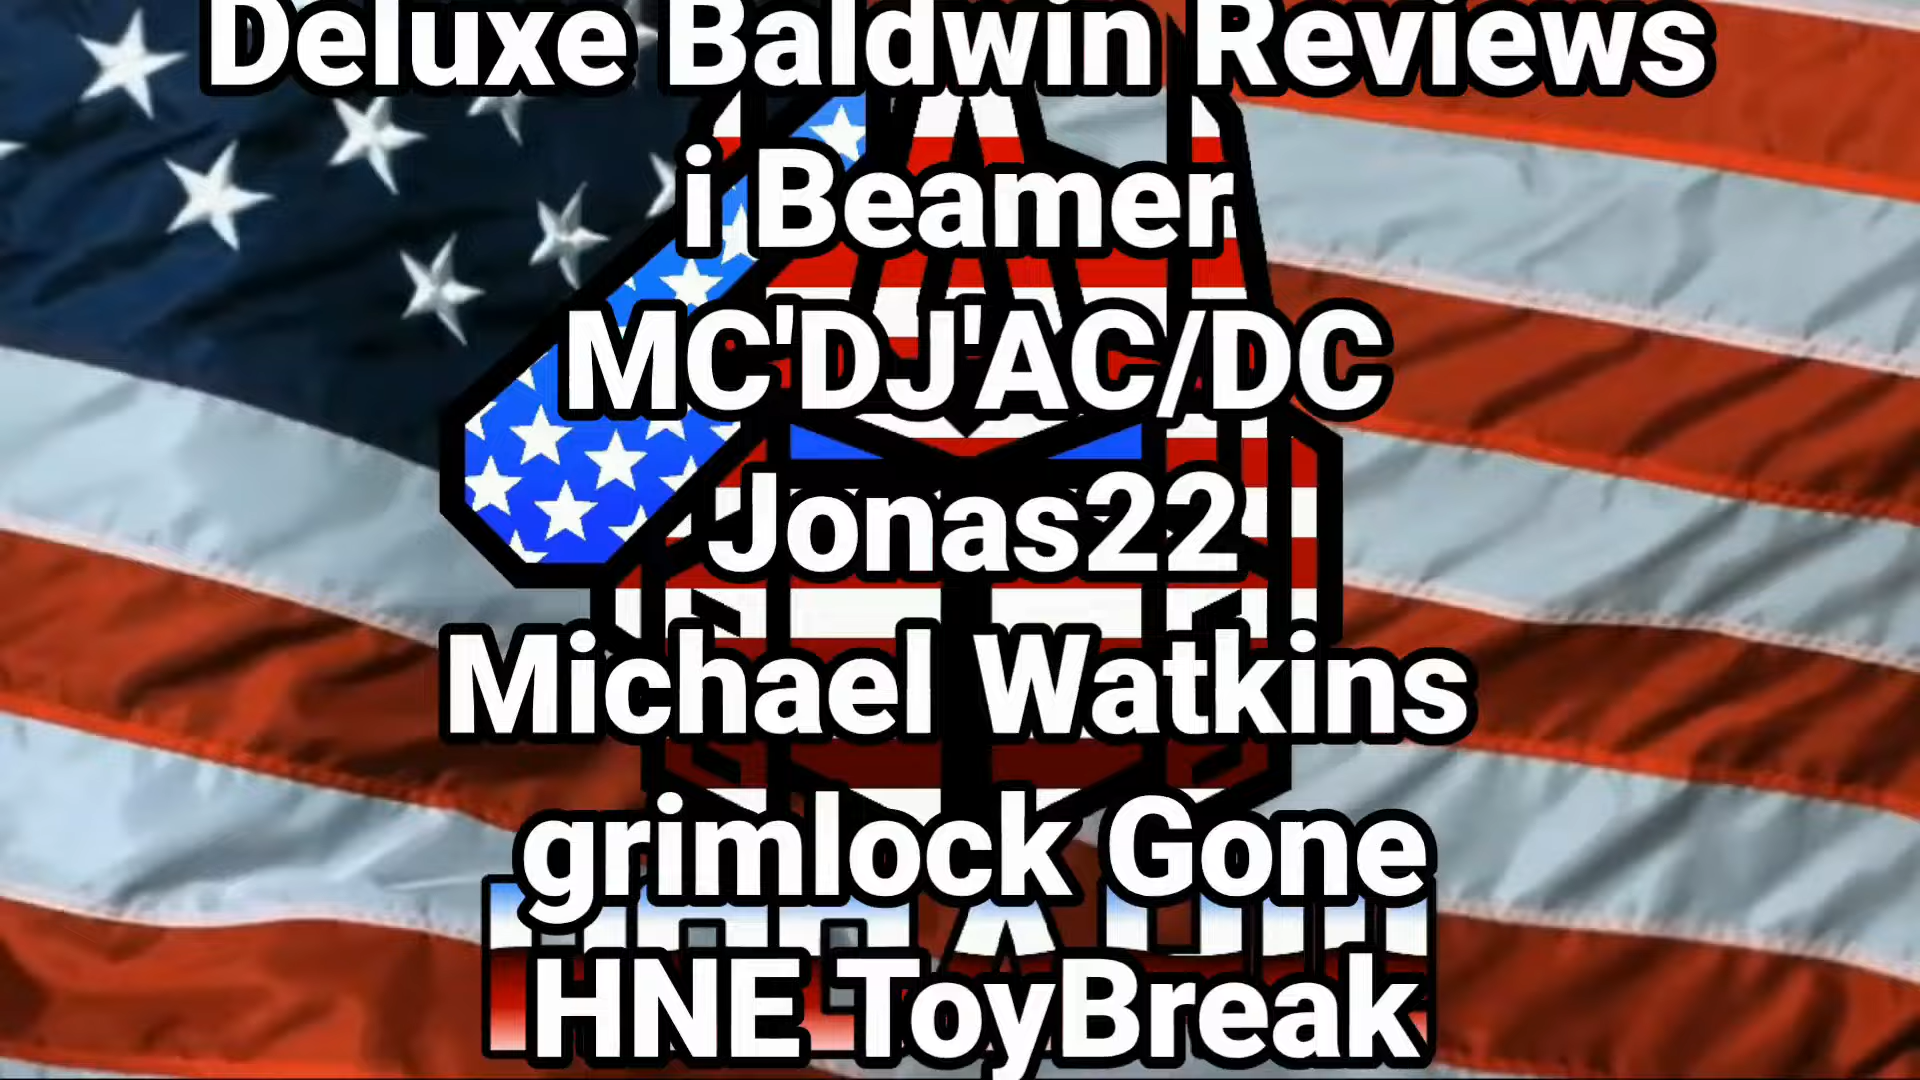 Deluxe Baldwin Reviews
i Beamer
MC'DJ'AC/DC
Jonas22
Michael Watkins
grimlock Gone
HNE ToyBreak